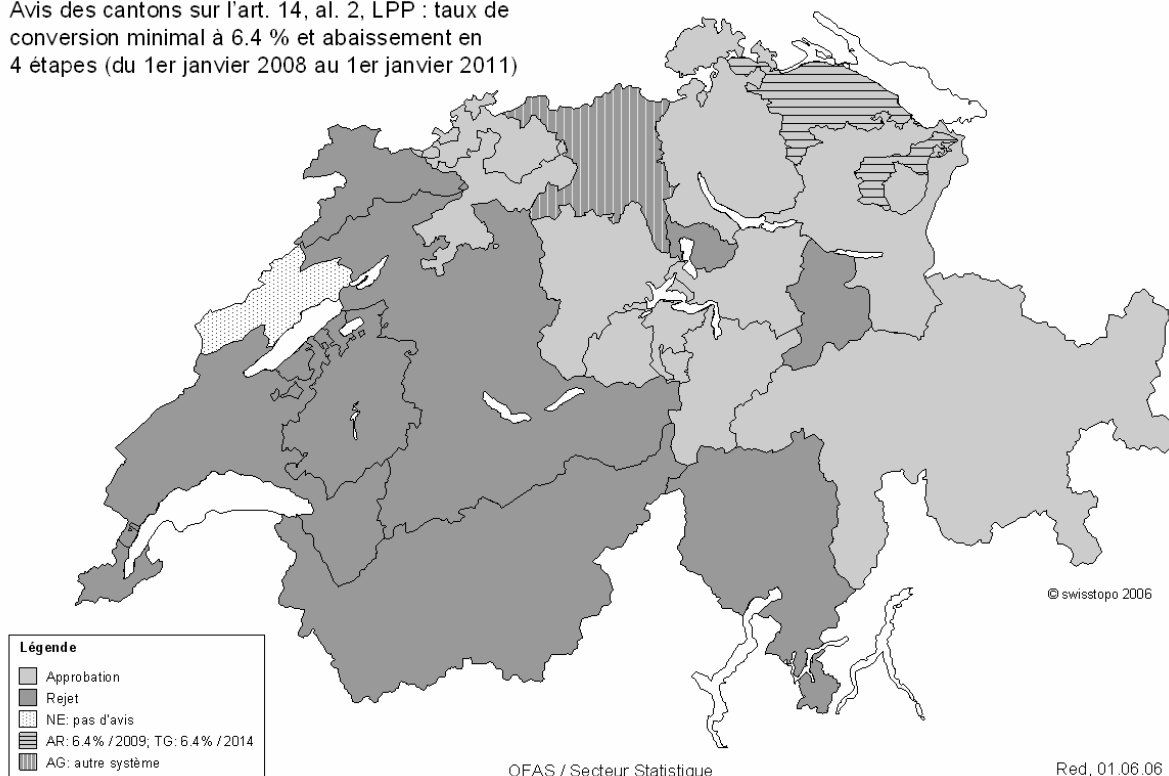 Avis des cantons sur l'art. 14, al. 2, LPP : taux de
conversion minimal à 6.4 % et abaissement en
4 étapes (du 1er janvier 2008 au 1er janvier 2011)
© swisstopo 2006
Légende
Approbation
Rejet
NE: pas d'avis
AR: 6.4% / 2009; TG: 6.4% / 2014
AG: autre système
OFAS / Secteur Statistique
Red, 01.06.06